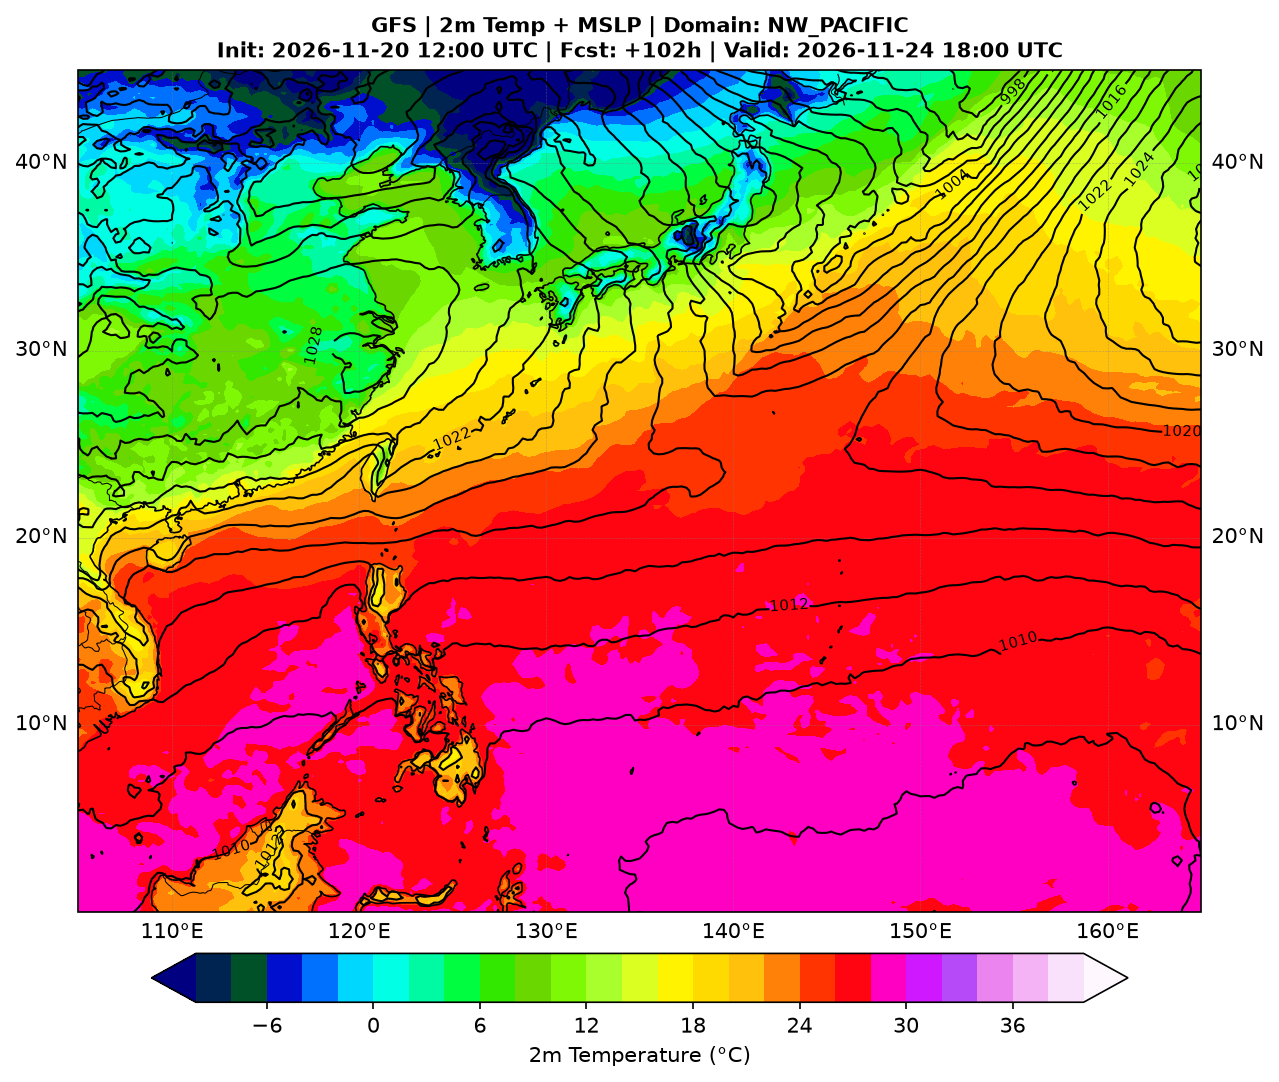 GFS | 2m Temp + MSLP | Domain: NW_PACIFIC
Init: 2026-11-20 12:00 UTC | Fcst: +102h | Valid: 2026-11-24 18:00 UTC
998
1016
1024
1004
1022
40°N
40°N
1028
30°N
30°N
1022
1020
20°N
20°N
1012
1010
10°N
10°N
1010
1012
110°E
120°E
130°E
140°E
150°E
160°E
−6
0
6
12
18
24
30
36
2m Temperature (°C)